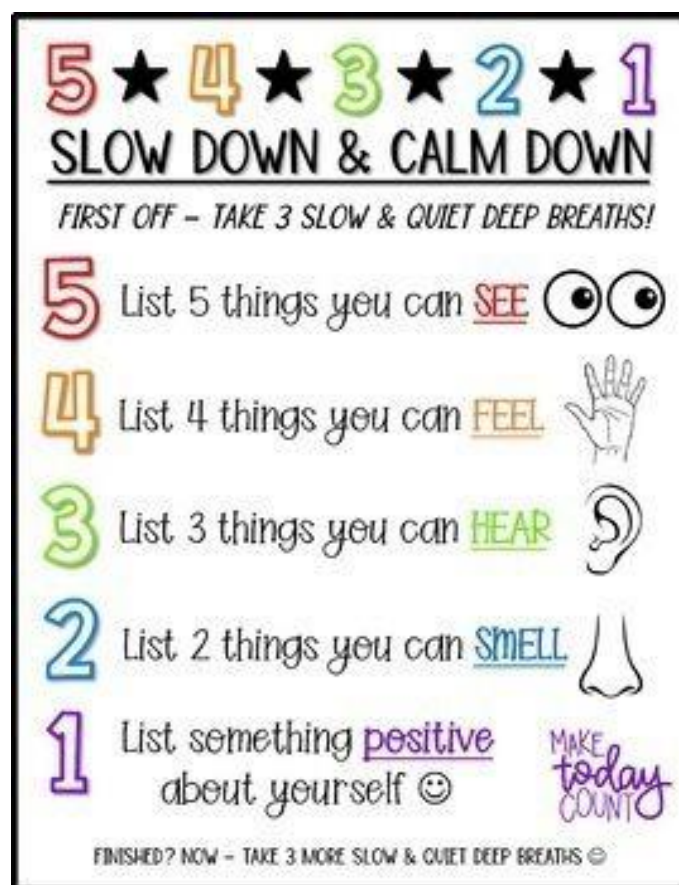 5 ★ 4 ★ 3 ★ 2 ★ 1
SLOW DOWN & CALM DOWN
FIRST OFF – TAKE 3 SLOW & QUIET DEEP BREATHS!
5 List 5 things you can SEE
4 List 4 things you can FEEL
3 List 3 things you can HEAR
2 List 2 things you can SMELL
1 List something positive
about yourself ☺
MAKE
today
COUNT
FINISHED? NOW – TAKE 3 MORE SLOW & QUIET DEEP BREATHS ☺